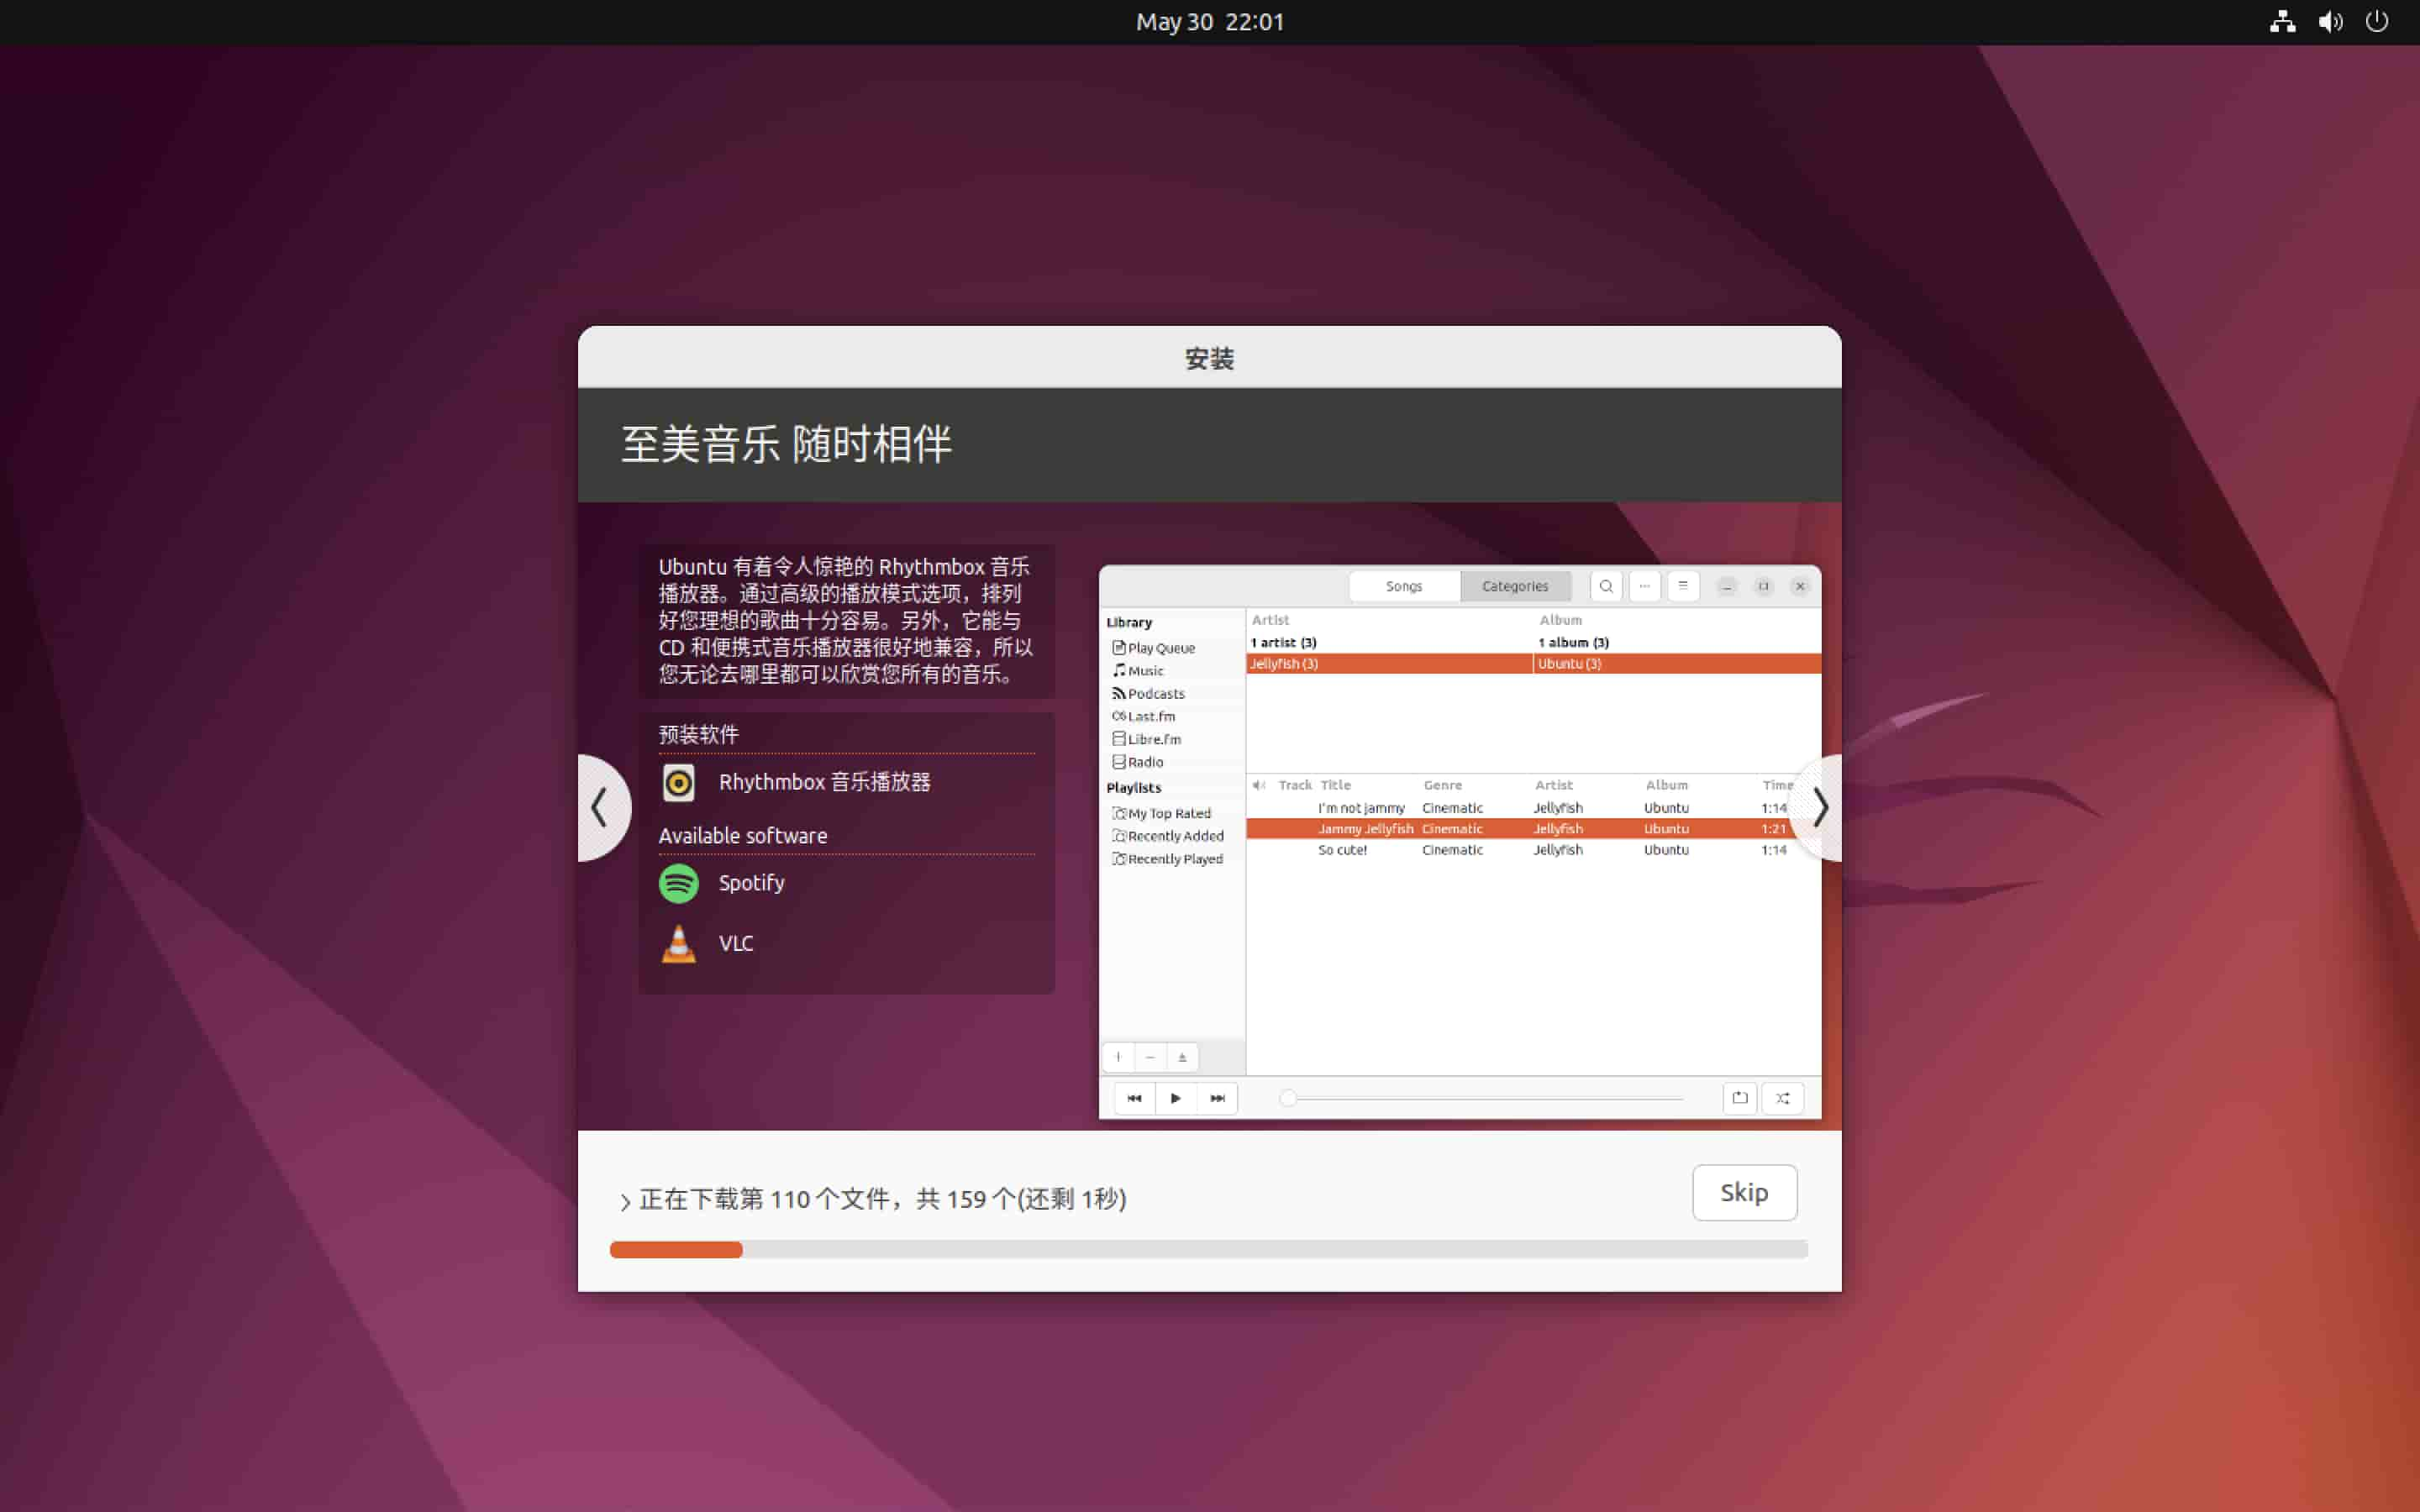 May 30 22:01
安装
至美音乐 随时相伴
Ubuntu 有着令人惊艳的 Rhythmbox 音乐
播放器。通过高级的播放模式选项，排列
好您理想的歌曲十分容易。另外，它能与
CD 和便携式音乐播放器很好地兼容，所以
您无论去哪里都可以欣赏您所有的音乐。
预装软件
Rhythmbox 音乐播放器
Available software
Spotify
VLC
Songs Categories
Library
Play Queue
Music
Podcasts
Last.fm
Libre.fm
Radio
Playlists
My Top Rated
Recently Added
Recently Played
Artist Album
1 artist (3) 1 album (3)
Jellyfish (3) Ubuntu (3)
Track Title Genre Artist Album Time
I'm not jammy Cinematic Jellyfish Ubuntu 1:14
Jammy Jellyfish Cinematic Jellyfish Ubuntu 1:21
So cute! Cinematic Jellyfish Ubuntu 1:14
正在下载第 110 个文件，共 159 个(还剩 1秒)
Skip